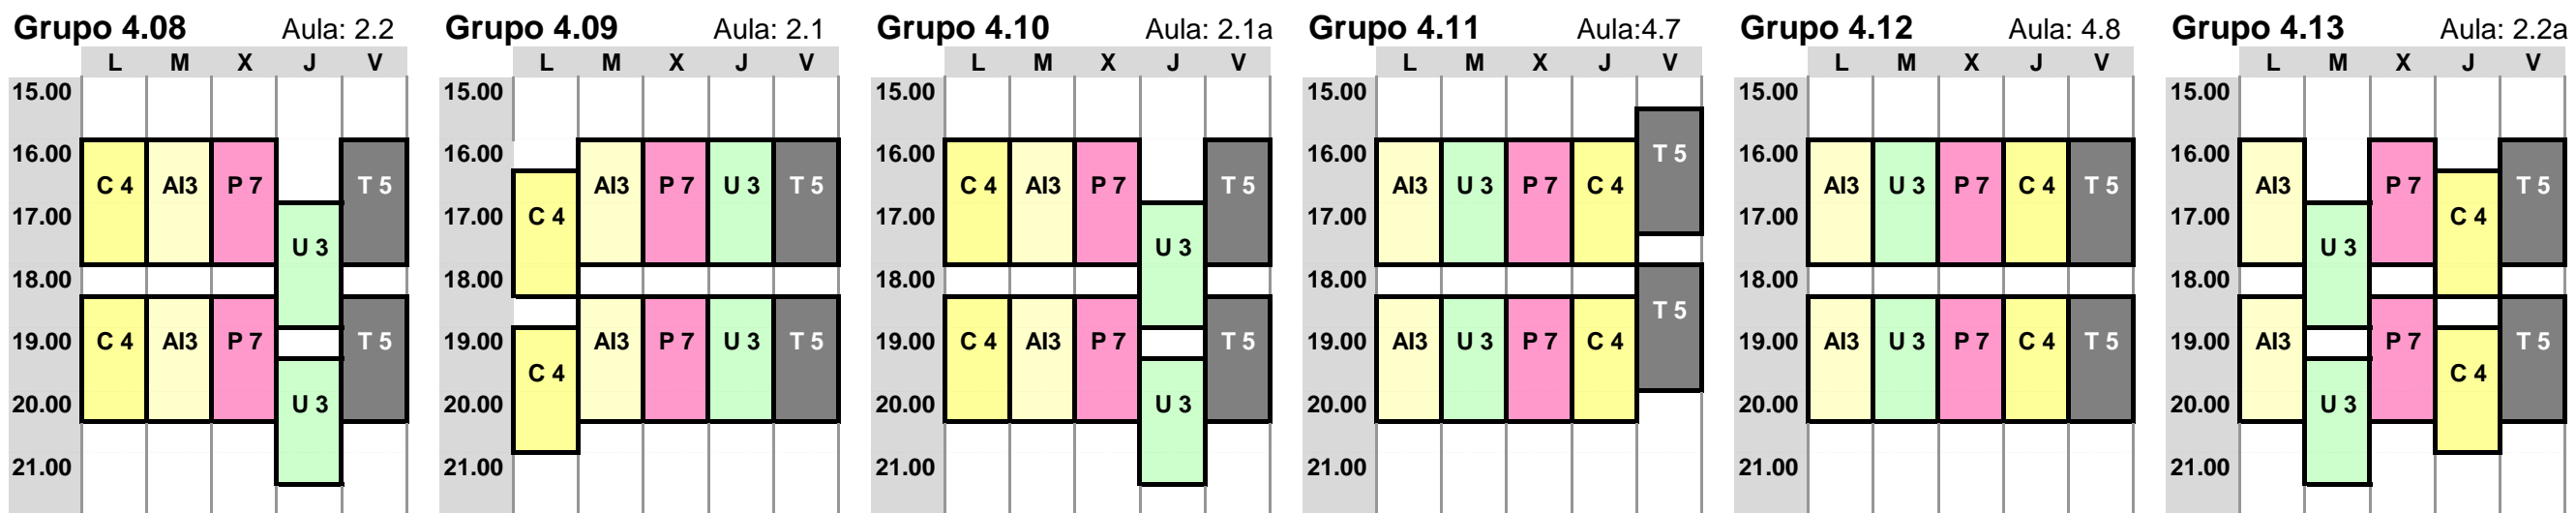 Grupo 4.08 Aula: 2.2
L M X J V
15.00
16.00
C 4 AI3 P 7 T 5
17.00
U 3
18.00
19.00 C 4 AI3 P 7 T 5
20.00 U 3
21.00
Grupo 4.09 Aula: 2.1
L M X J V
15.00
16.00
AI3 P 7 U 3 T 5
17.00 C 4
18.00
19.00 AI3 P 7 U 3 T 5
C 4
20.00
21.00
Grupo 4.10 Aula: 2.1a
L M X J V
15.00
16.00
C 4 AI3 P 7 T 5
17.00
U 3
18.00
19.00 C 4 AI3 P 7 T 5
20.00 U 3
21.00
Grupo 4.11 Aula:4.7
L M X J V
15.00
16.00 T 5
AI3 U 3 P 7 C 4
17.00
18.00
T 5
19.00 AI3 U 3 P 7 C 4
20.00
21.00
Grupo 4.12 Aula: 4.8
L M X J V
15.00
16.00
AI3 U 3 P 7 C 4 T 5
17.00
18.00
19.00 AI3 U 3 P 7 C 4 T 5
20.00
21.00
Grupo 4.13 Aula: 2.2a
L M X J V
15.00
16.00
AI3 P 7 T 5
17.00 C 4
U 3
18.00
19.00 AI3 P 7 T 5
C 4
20.00 U 3
21.00